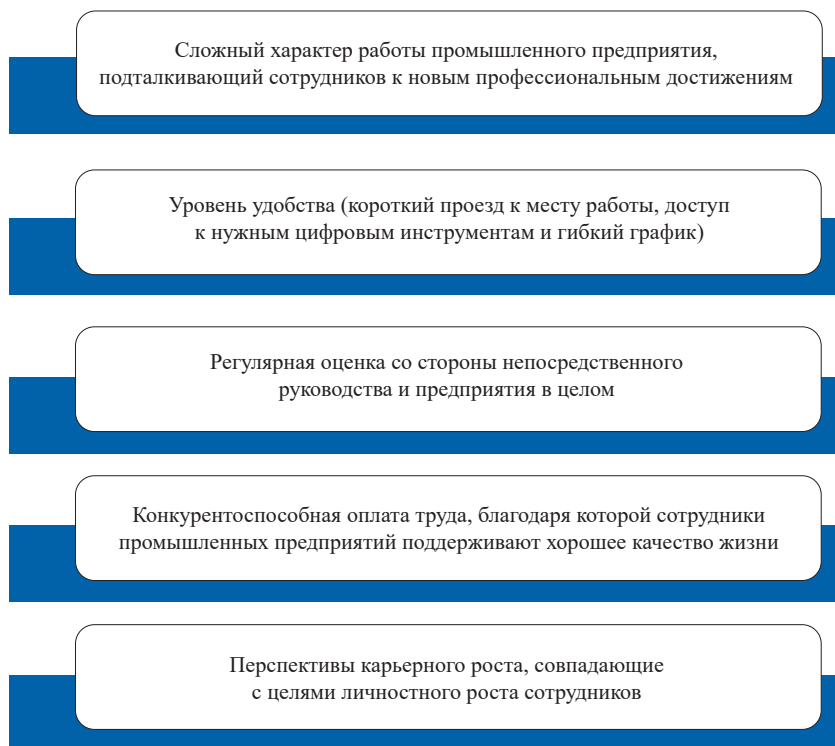 Сложный характер работы промышленного предприятия,
подталкивающий сотрудников к новым профессиональным достижениям
Уровень удобства (короткий проезд к месту работы, доступ
к нужным цифровым инструментам и гибкий график)
Регулярная оценка со стороны непосредственного
руководства и предприятия в целом
Конкурентоспособная оплата труда, благодаря которой сотрудники
промышленных предприятий поддерживают хорошее качество жизни
Перспективы карьерного роста, совпадающие
с целями личностного роста сотрудников